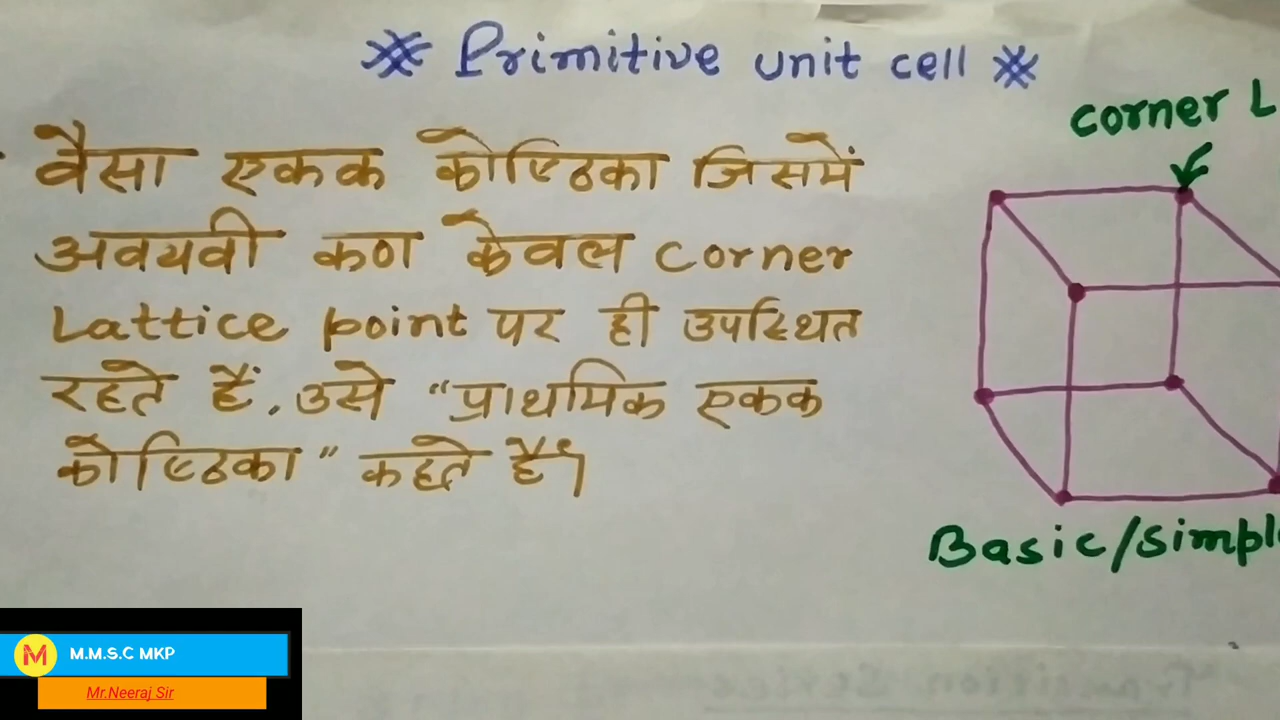 ※ Primitive unit cell ※
वैसा एकक कोष्ठिका जिसमें
अवयवी कण केवल corner
Lattice point पर ही उपस्थित
रहते हैं, उसे "प्राथमिक एकक
कोष्ठिका" कहते हैं।
corner L
Basic/simple
M M.M.S.C MKP
Mr.Neeraj Sir